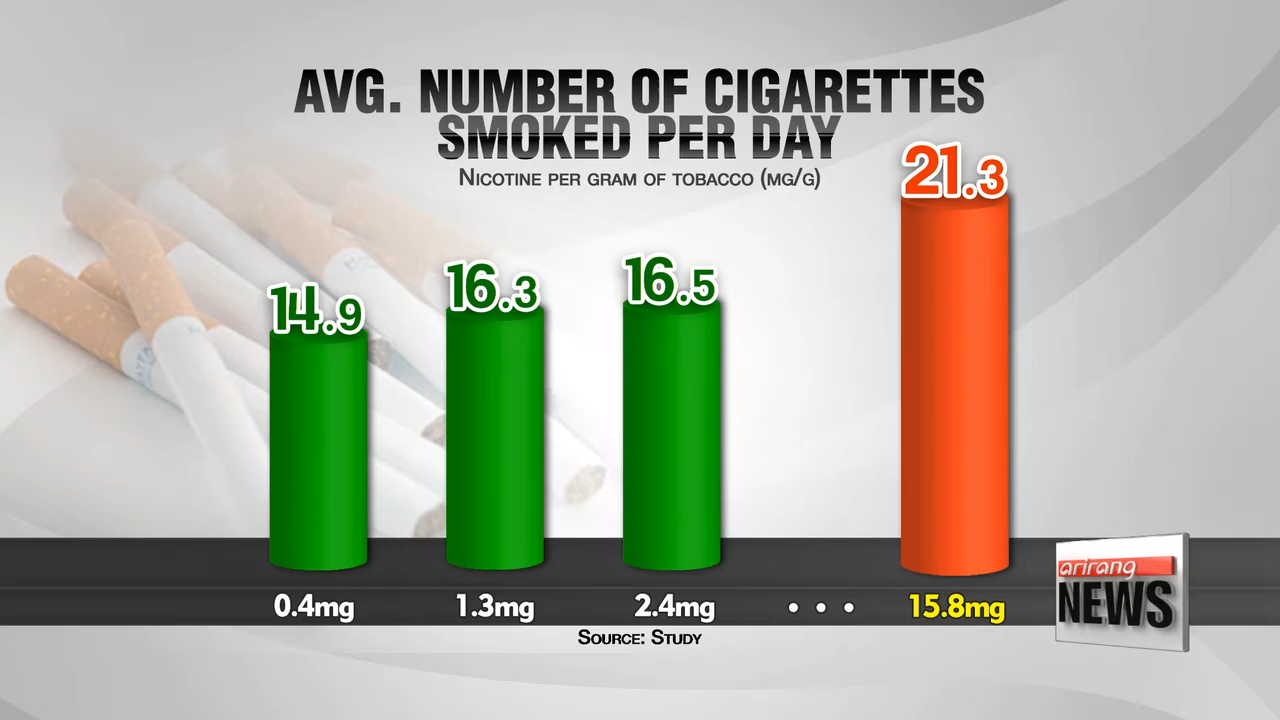 AVG. NUMBER OF CIGARETTES
SMOKED PER DAY
NICOTINE PER GRAM OF TOBACCO (MG/G)
14.9
16.3
16.5
21.3
0.4mg
1.3mg
2.4mg
• • •
15.8mg
SOURCE: STUDY
arirang
NEWS